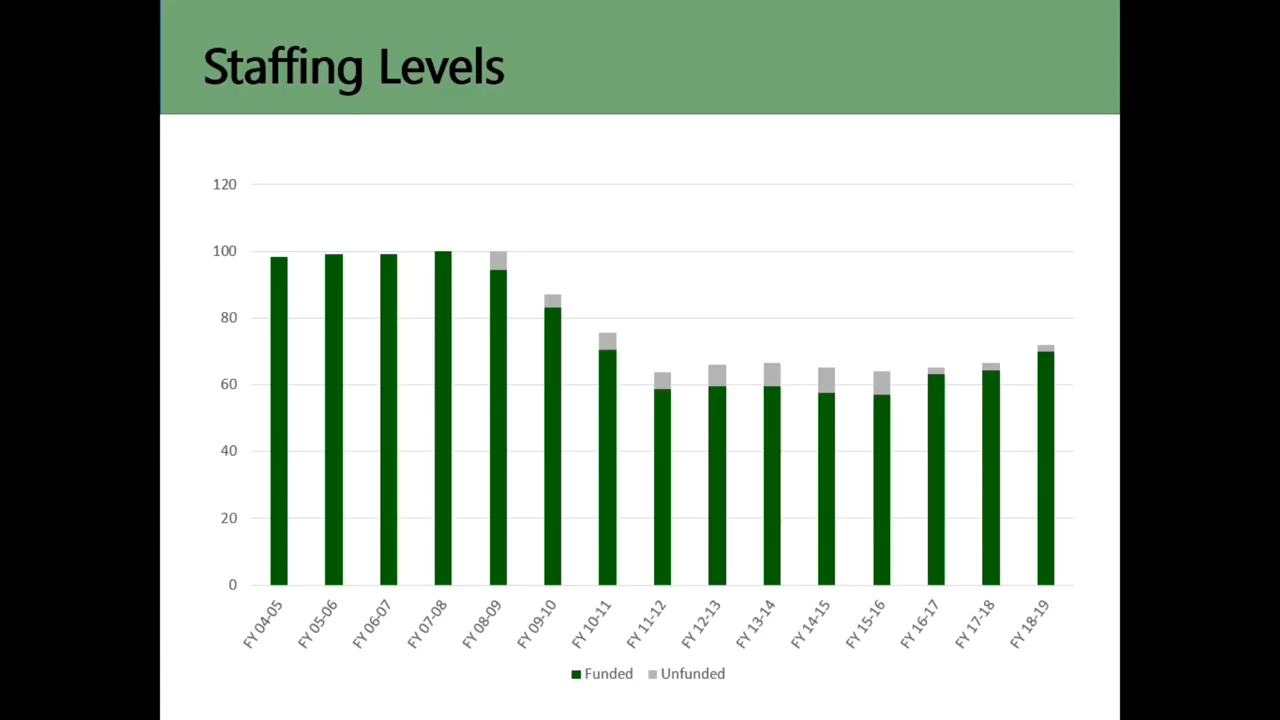 Staffing Levels
120
100
80
60
40
20
0
FY 04-05
FY 05-06
FY 06-07
FY 07-08
FY 08-09
FY 09-10
FY 10-11
FY 11-12
FY 12-13
FY 13-14
FY 14-15
FY 15-16
FY 16-17
FY 17-18
FY 18-19
Funded Unfunded